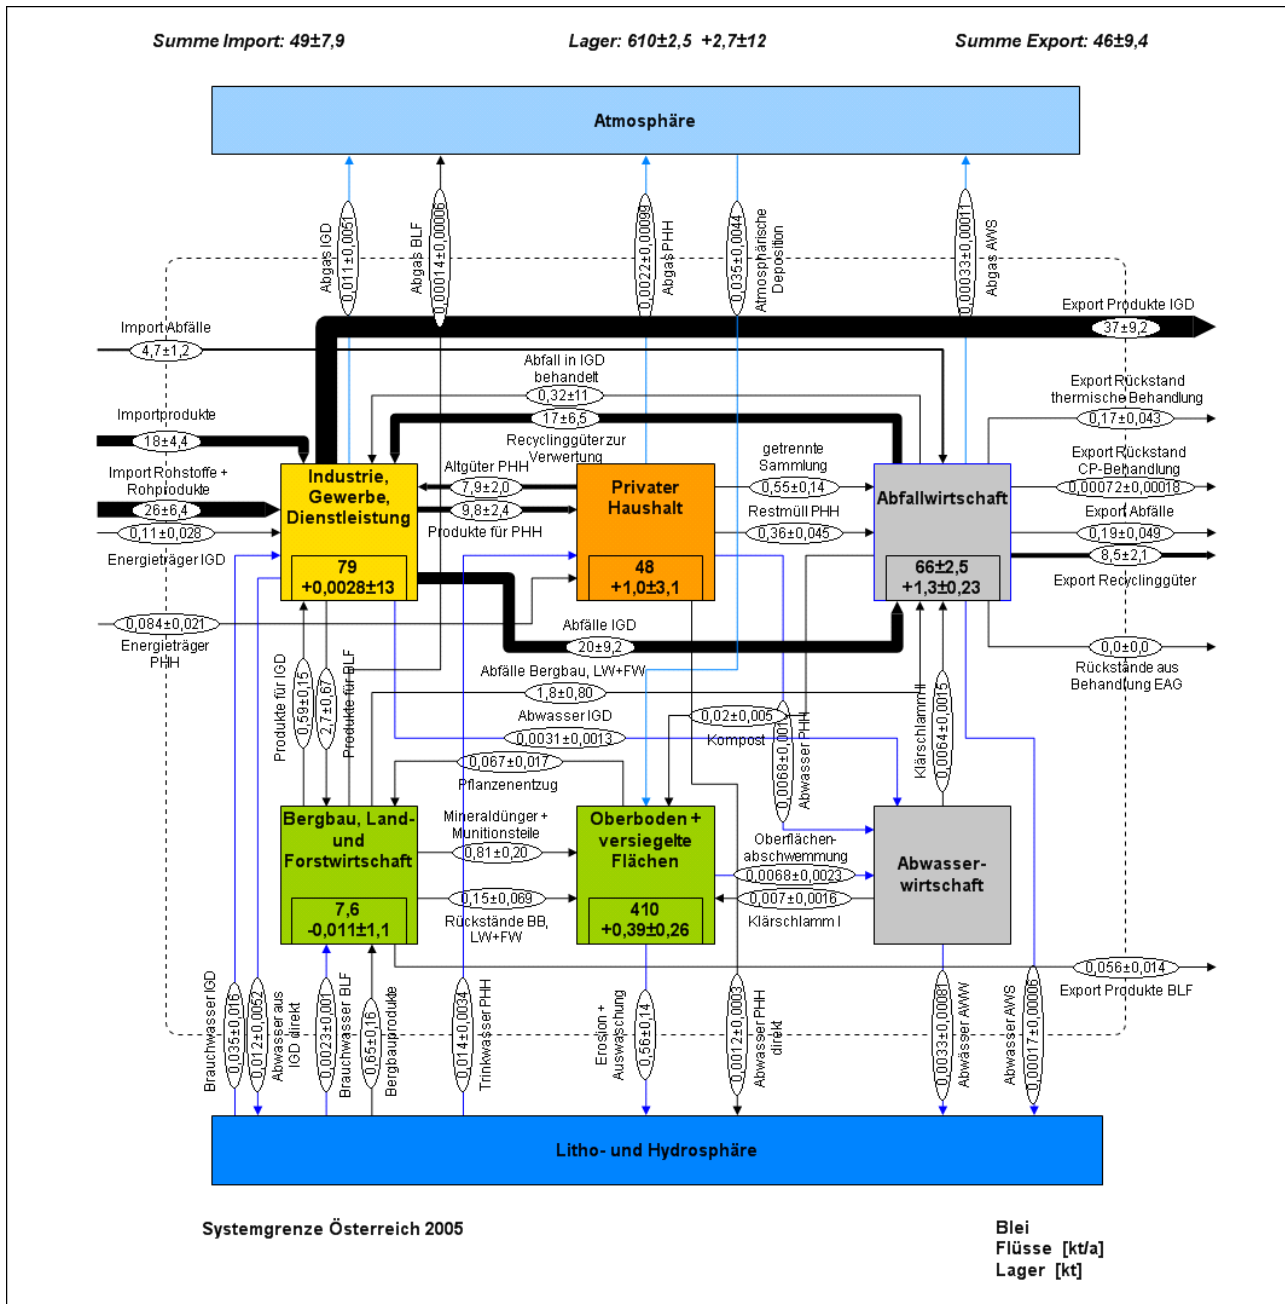 Summe Import: 49±7,9
Lager: 610±2,5 +2,7±12
Summe Export: 46±9,4
Atmosphäre
Abgas IGD
0,011±0,0051
Abgas BLF
0,00014±0,00006
0,0022±0,00099
Abgas PHH
0,035±0,0044
Atmosphärische
Deposition
0,00033±0,00011
Abgas AWS
Import Abfälle
4,7±1,2
Export Produkte IGD
37±9,2
Abfall in IGD
behandelt
0,32±11
Export Rückstand
thermische Behandlung
0,17±0,043
Importprodukte
18±4,4
17±6,5
Recyclinggüter zur
Verwertung
Import Rohstoffe +
Rohprodukte
26±6,4
0,11±0,028
Energieträger IGD
Industrie,
Gewerbe,
Dienstleistung
79
+0,0028±13
Altgüter PHH
7,9±2,0
9,8±2,4
Produkte für PHH
Privater
Haushalt
48
+1,0±3,1
getrennte
Sammlung
0,55±0,14
Restmüll PHH
0,36±0,045
Abfallwirtschaft
66±2,5
+1,3±0,23
Export Rückstand
CP-Behandlung
0,00072±0,00018
Export Abfälle
0,19±0,049
8,5±2,1
Export Recyclinggüter
0,084±0,021
Energieträger
PHH
Abfälle IGD
20±9,2
0,0±0,0
Rückstände aus
Behandlung EAG
Produkte für IGD
0,59±0,15
2,7±0,67
Produkte für BLF
Abfälle Bergbau, LW+FW
1,8±0,80
Abwasser IGD
0,0031±0,0013
0,02±0,005
Kompost
Abwasser PHH
Klärschlamm II
0,0064±0,0015
0,067±0,017
Pflanzenentzug
Bergbau, Land-
und
Forstwirtschaft
7,6
-0,011±1,1
Mineraldünger +
Munitionsteile
0,81±0,20
0,15±0,069
Rückstände BB,
LW+FW
Oberboden +
versiegelte
Flächen
410
+0,39±0,26
Oberflächen-
abschwemmung
0,0068±0,0023
0,007±0,0016
Klärschlamm I
Abwasser-
wirtschaft
0,056±0,014
Export Produkte BLF
Brauchwasser IGD
0,035±0,016
0,012±0,0052
Abwasser aus
IGD direkt
0,0023±0,001
Brauchwasser BLF
0,65±0,16
Bergbauprodukte
0,014±0,0034
Trinkwasser PHH
Erosion +
Auswaschung
0,56±0,14
0,0012±0,0003
Abwasser PHH
direkt
0,0033±0,00081
Abwässer AWW
Abwasser AWS
0,00017±0,00006
Litho- und Hydrosphäre
Systemgrenze Österreich 2005
Blei
Flüsse [kt/a]
Lager [kt]